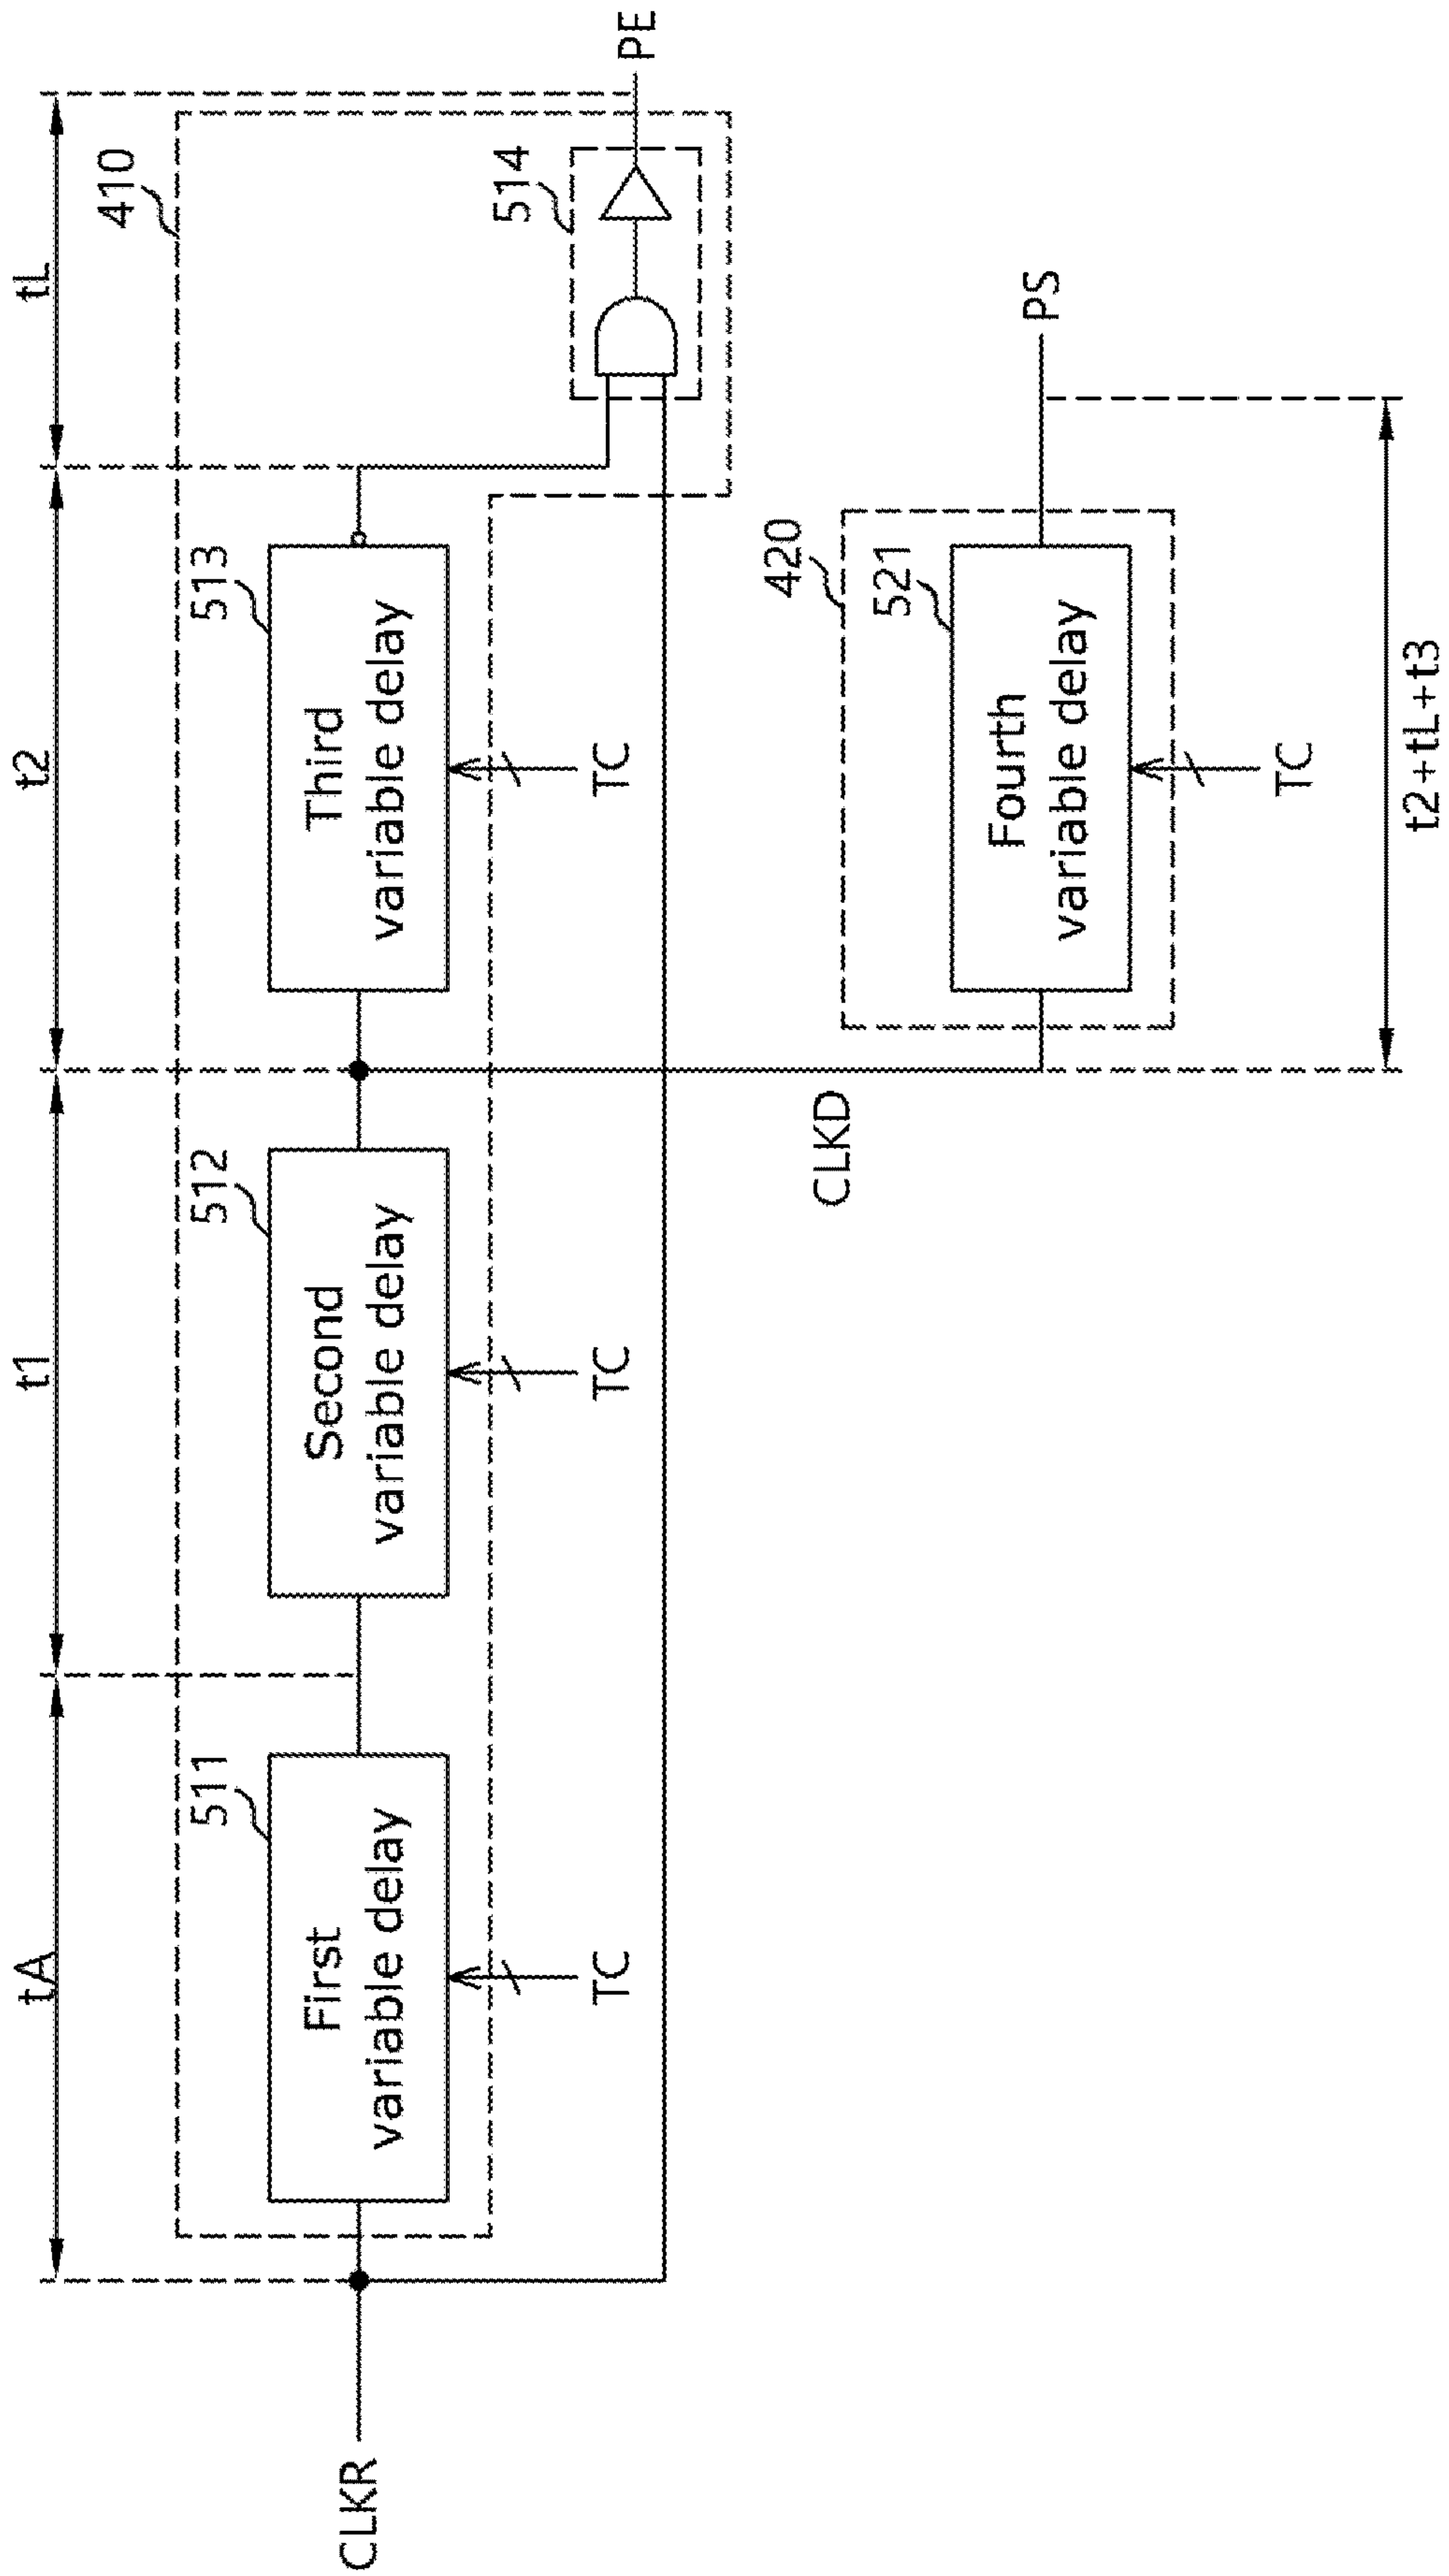 tA
t1
t2
tL
410
511
512
513
First
variable delay
Second
variable delay
Third
variable delay
514
CLKR
PE
TC
TC
TC
CLKD
420
521
Fourth
variable delay
PS
TC
t2+tL+t3